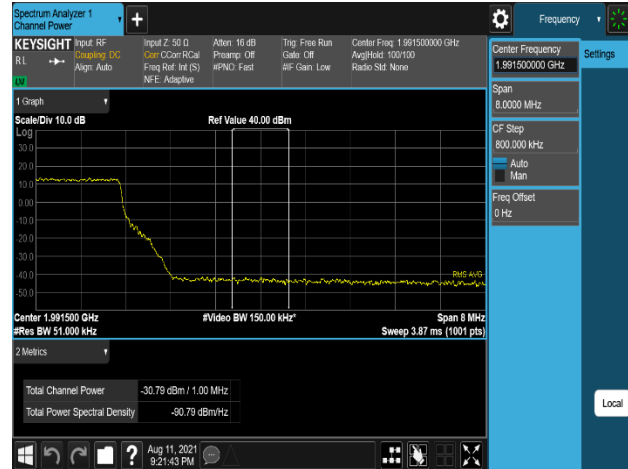 Spectrum Analyzer 1
Channel Power
Frequency
KEYSIGHT
RL
Input: RF
Coupling: DC
Align: Auto
Input Z: 50 Ω
Corr CCorr RCal
Freq Ref: Int (S)
NFE: Adaptive
Atten: 16 dB
Preamp: Off
#PNO: Fast
Trig: Free Run
Gate: Off
#IF Gain: Low
Center Freq: 1.991500000 GHz
Avg|Hold: 100/100
Radio Std: None
Center Frequency
1.991500000 GHz
Settings
Span
8.0000 MHz
CF Step
800.000 kHz
Auto
Man
Freq Offset
0 Hz
1 Graph
Scale/Div 10.0 dB
Ref Value 40.00 dBm
Log
30.0
20.0
10.0
0.00
-10.0
-20.0
-30.0
-40.0
-50.0
RMS AVG
Center 1.991500 GHz
#Video BW 150.00 kHz*
Span 8 MHz
#Res BW 51.000 kHz
Sweep 3.87 ms (1001 pts)
2 Metrics
Total Channel Power
-30.79 dBm / 1.00 MHz
Total Power Spectral Density
-90.79 dBm/Hz
Local
Aug 11, 2021
9:21:43 PM